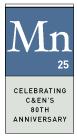 Mn
25
CELEBRATING
C&EN'S
80TH
ANNIVERSARY